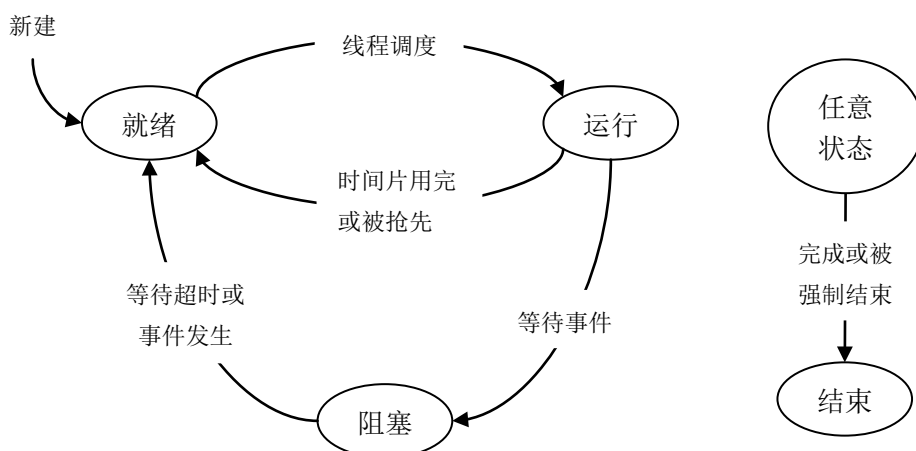 新建
线程调度
就绪
运行
任意
状态
时间片用完
或被抢先
完成或被
强制结束
等待超时或
事件发生
等待事件
阻塞
结束